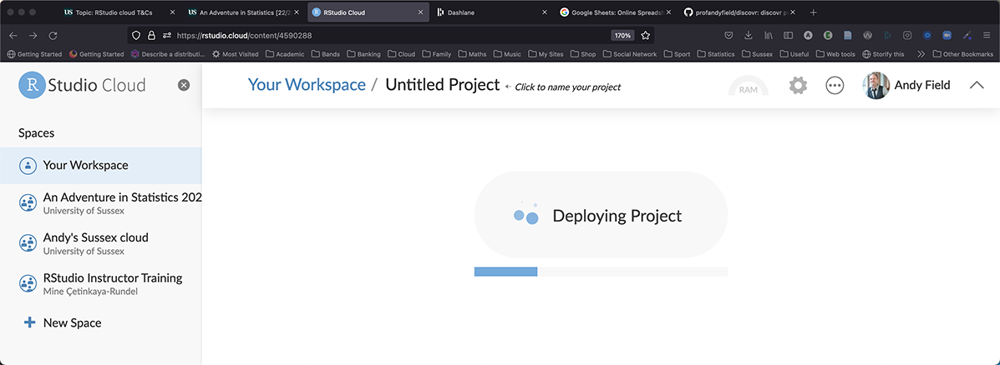 Topic: RStudio cloud T&Cs
An Adventure in Statistics [22/2
RStudio Cloud
Dashlane
Google Sheets: Online Spreadsh
profandyfield/discovr: discovr p
https://rstudio.cloud/content/4590288
170%
Getting Started
Getting Started
Describe a distributi…
Most Visited
Academic
Bands
Banking
Cloud
Family
Maths
Music
My Sites
Shop
Social Network
Sport
Statistics
Sussex
Useful
Web tools
Storify this
Other Bookmarks
R Studio Cloud
Your Workspace / Untitled Project ← Click to name your project
RAM
Andy Field
Spaces
Your Workspace
An Adventure in Statistics 202
University of Sussex
Andy's Sussex cloud
University of Sussex
RStudio Instructor Training
Mine Çetinkaya-Rundel
New Space
Deploying Project